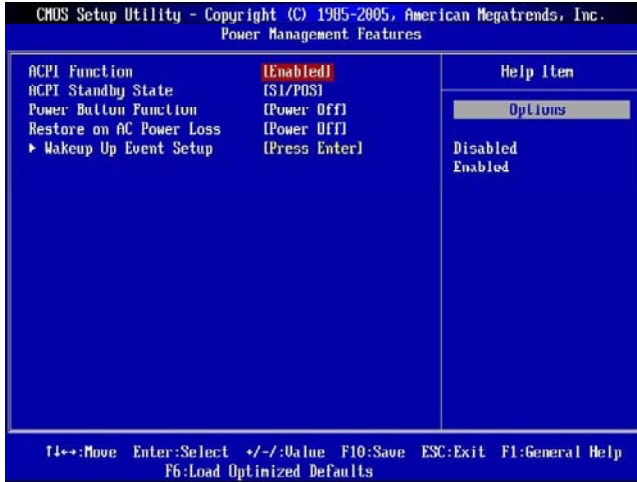 CMOS Setup Utility - Copyright (C) 1985-2005, American Megatrends, Inc.
Power Management Features
ACPI Function [Enabled]
ACPI Standby State [S1/POS]
Power Button Function [Power Off]
Restore on AC Power Loss [Power Off]
► Wakeup Up Event Setup [Press Enter]
Help Item
Options
Disabled
Enabled
↑↓←→:Move Enter:Select +/-/:Value F10:Save ESC:Exit F1:General Help
F6:Load Optimized Defaults